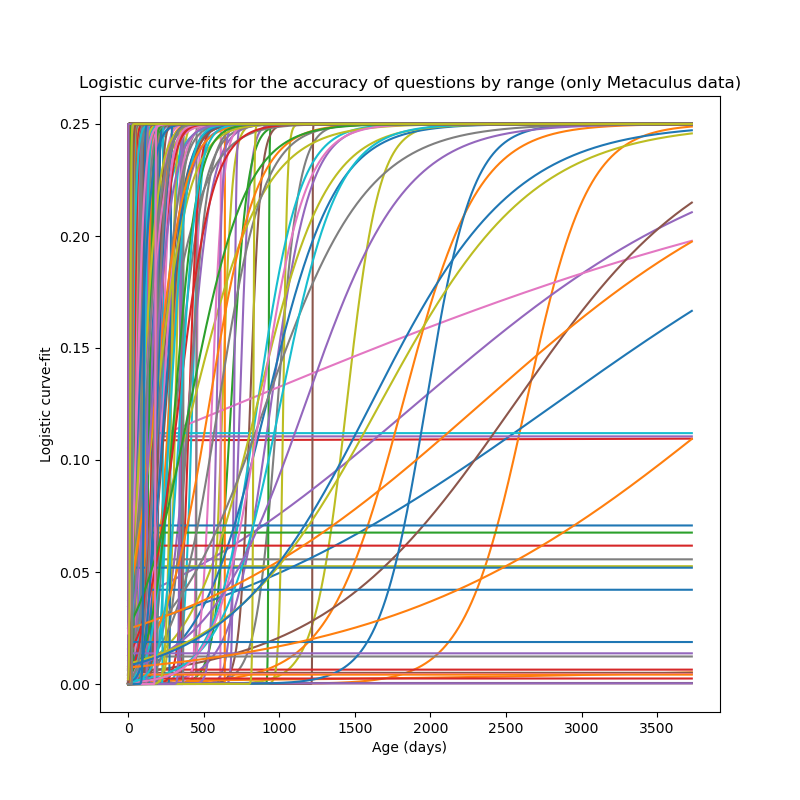 Logistic curve-fits for the accuracy of questions by range (only Metaculus data)
0.25
0.20
0.15
0.10
0.05
0.00
Logistic curve-fit
0 500 1000 1500 2000 2500 3000 3500
Age (days)